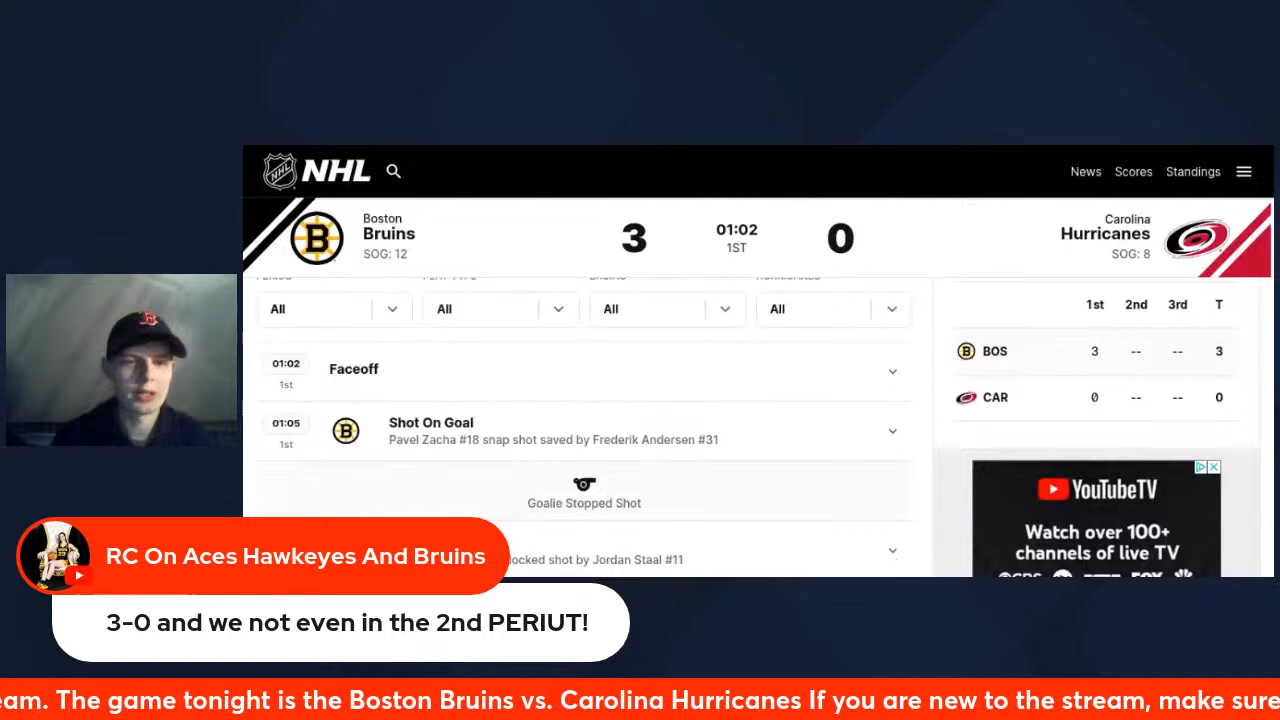 NHL
News Scores Standings
Boston
Bruins
SOG: 12
3
01:02
1ST
0
Carolina
Hurricanes
SOG: 8
All All All All
1st 2nd 3rd T
01:02
1st
Faceoff
BOS 3 -- -- 3
01:05
1st
Shot On Goal
Pavel Zacha #18 snap shot saved by Frederik Andersen #31
CAR 0 -- -- 0
Goalie Stopped Shot
locked shot by Jordan Staal #11
YouTubeTV
Watch over 100+
channels of live TV
RC On Aces Hawkeyes And Bruins
3-0 and we not even in the 2nd PERIUT!
eam. The game tonight is the Boston Bruins vs. Carolina Hurricanes If you are new to the stream, make sure